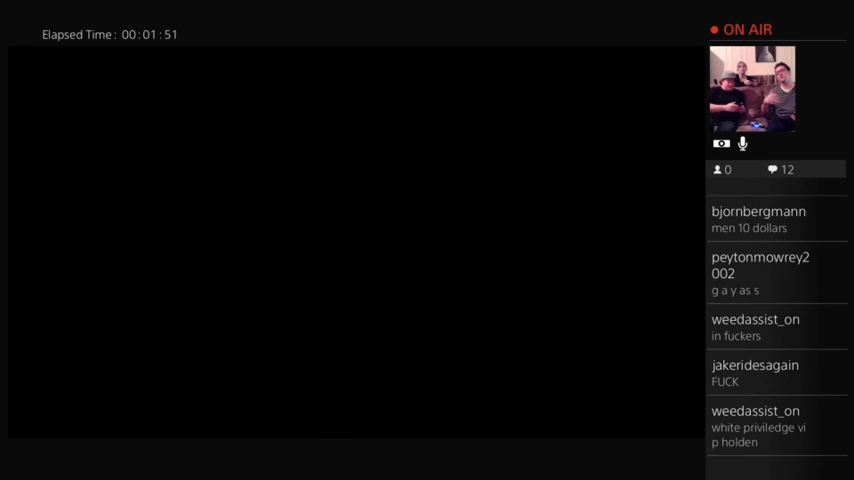 Elapsed Time: 00:01:51
ON AIR
0
12
bjornbergmann
men 10 dollars
peytonmowrey2
002
g a y as s
weedassist_on
in fuckers
jakeridesagain
FUCK
weedassist_on
white priviledge vi
p holden